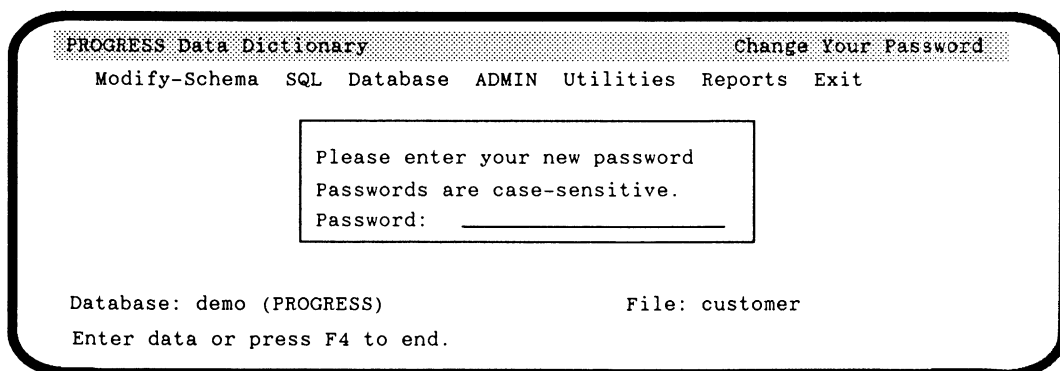 PROGRESS Data Dictionary Change Your Password
Modify-Schema SQL Database ADMIN Utilities Reports Exit
Please enter your new password
Passwords are case-sensitive.
Password:
Database: demo (PROGRESS) File: customer
Enter data or press F4 to end.